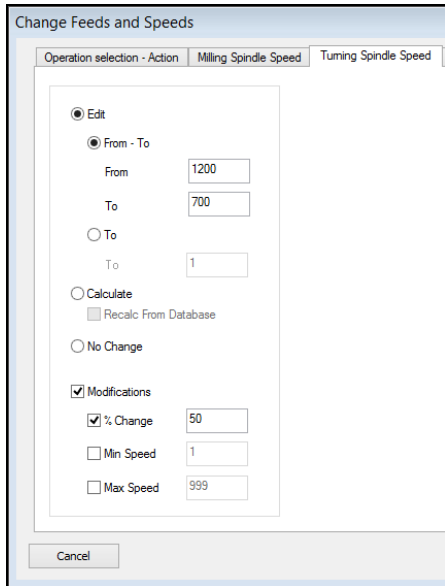 Change Feeds and Speeds
Operation selection - Action Milling Spindle Speed Turning Spindle Speed
Edit
From - To
From 1200
To 700
To
To 1
Calculate
Recalc From Database
No Change
Modifications
% Change 50
Min Speed 1
Max Speed 999
Cancel